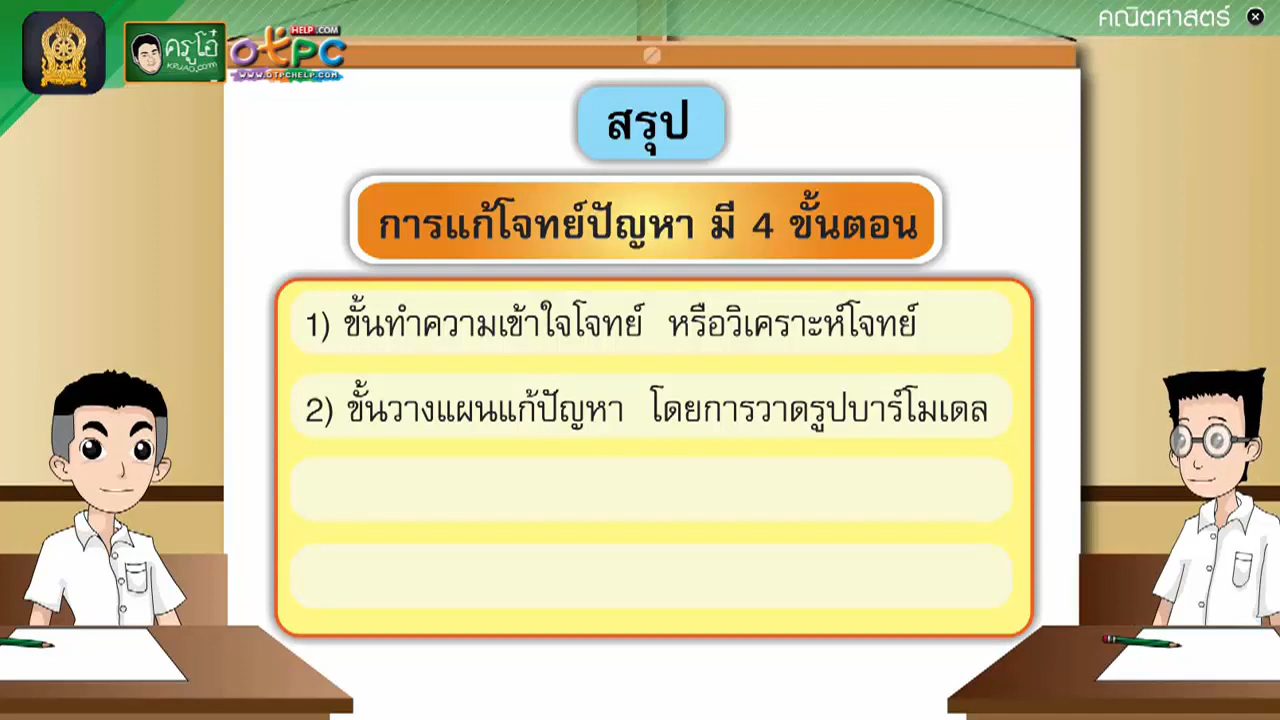 คณิตศาสตร์
ครูโอ๋
KRUAO.com
HELP.COM
OTPC
WWW.OTPCHELP.COM
สรุป
การแก้โจทย์ปัญหา มี 4 ขั้นตอน
1) ขั้นทำความเข้าใจโจทย์ หรือวิเคราะห์โจทย์
2) ขั้นวางแผนแก้ปัญหา โดยการวาดรูปบาร์โมเดล